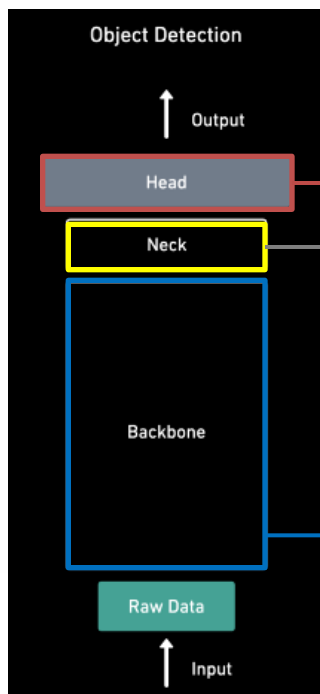 Object Detection
Output
Head
Neck
Backbone
Raw Data
Input